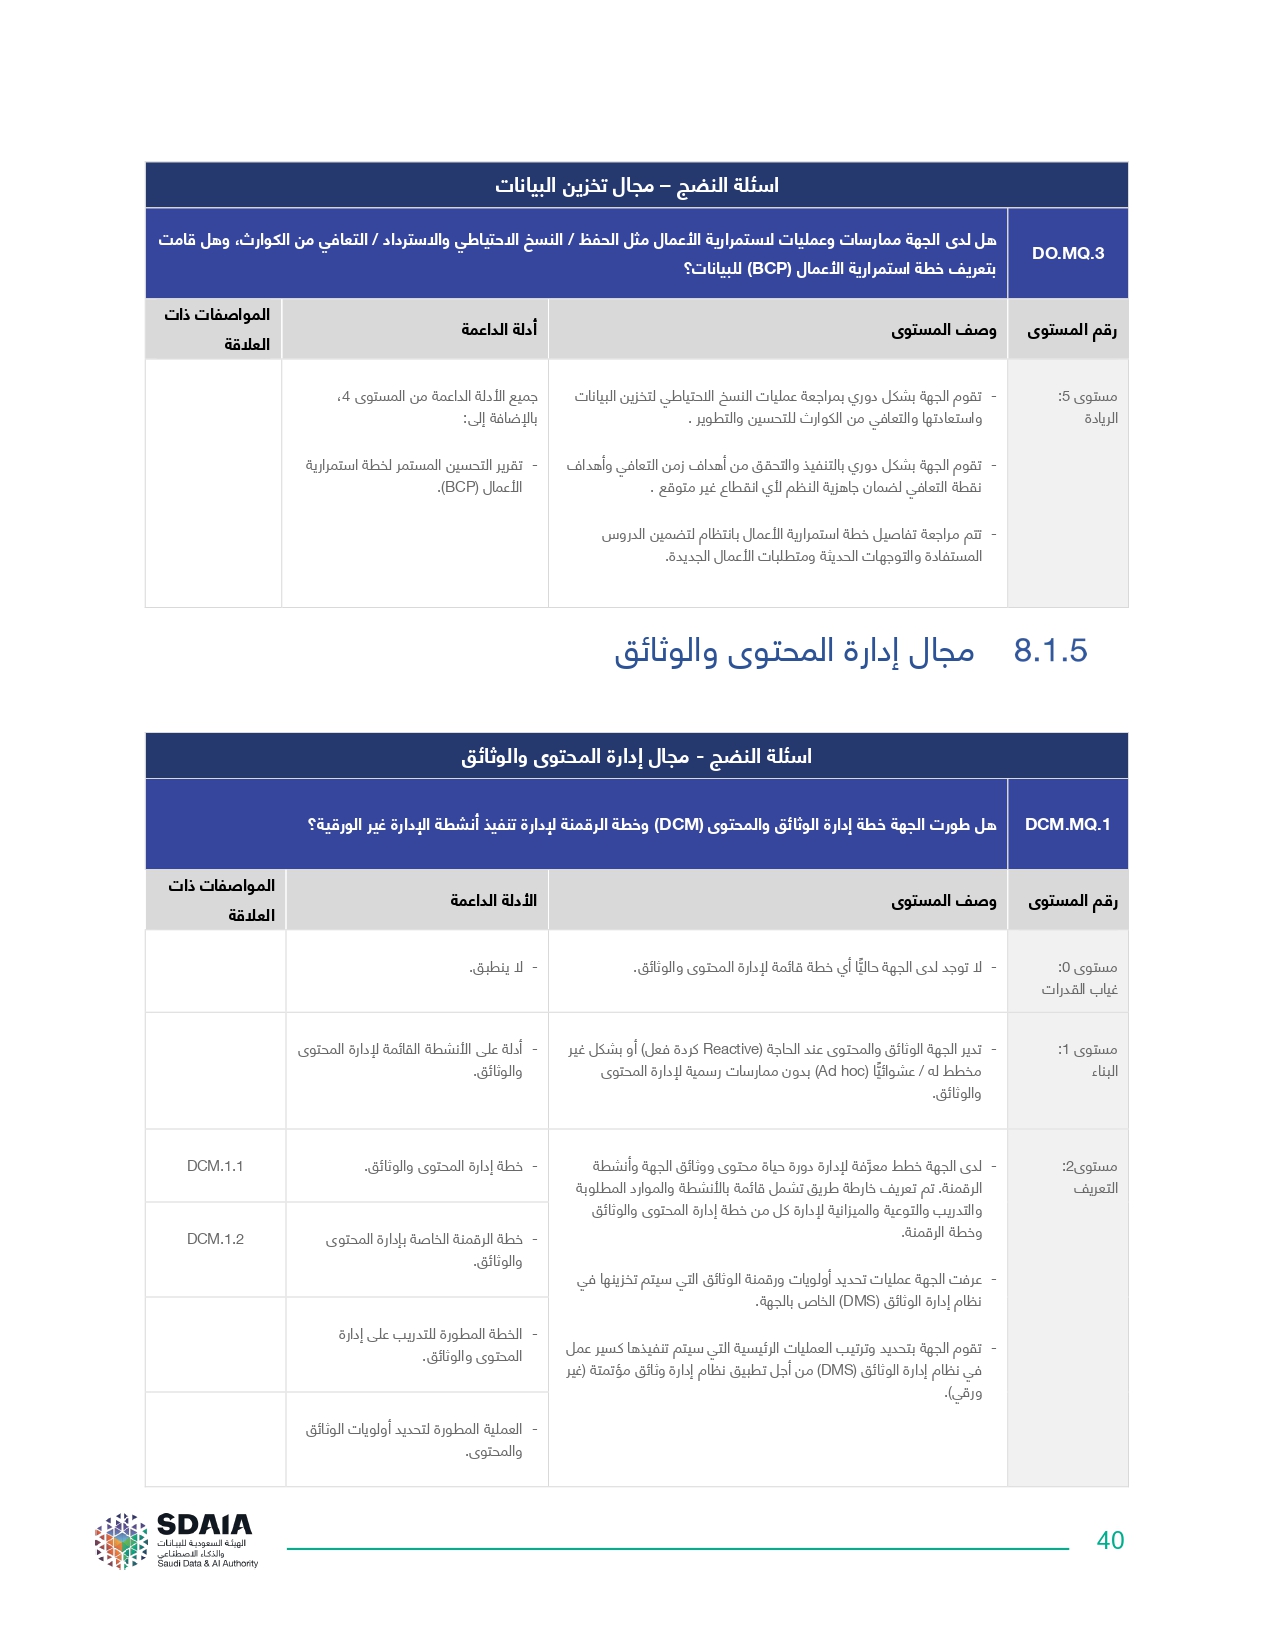 اسئلة النضج – مجال تخزين البيانات
DO.MQ.3
هل لدى الجهة ممارسات وعمليات لاستمرارية الأعمال مثل الحفظ / النسخ الاحتياطي والاسترداد / التعافي من الكوارث، وهل قامت
بتعريف خطة استمرارية الأعمال (BCP) للبيانات؟
رقم المستوى
وصف المستوى
أدلة الداعمة
المواصفات ذات
العلاقة
مستوى 5:
الريادة
- تقوم الجهة بشكل دوري بمراجعة عمليات النسخ الاحتياطي لتخزين البيانات
واستعادتها والتعافي من الكوارث للتحسين والتطوير .
- تقوم الجهة بشكل دوري بالتنفيذ والتحقق من أهداف زمن التعافي وأهداف
نقطة التعافي لضمان جاهزية النظم لأي انقطاع غير متوقع .
- تتم مراجعة تفاصيل خطة استمرارية الأعمال بانتظام لتضمين الدروس
المستفادة والتوجهات الحديثة ومتطلبات الأعمال الجديدة.
جميع الأدلة الداعمة من المستوى 4،
بالإضافة إلى:
- تقرير التحسين المستمر لخطة استمرارية
الأعمال (BCP).
8.1.5 مجال إدارة المحتوى والوثائق
اسئلة النضج - مجال إدارة المحتوى والوثائق
DCM.MQ.1
هل طورت الجهة خطة إدارة الوثائق والمحتوى (DCM) وخطة الرقمنة لإدارة تنفيذ أنشطة الإدارة غير الورقية؟
رقم المستوى
وصف المستوى
الأدلة الداعمة
المواصفات ذات
العلاقة
مستوى 0:
غياب القدرات
- لا توجد لدى الجهة حاليًّا أي خطة قائمة لإدارة المحتوى والوثائق.
- لا ينطبق.
مستوى 1:
البناء
- تدير الجهة الوثائق والمحتوى عند الحاجة (Reactive كردة فعل) أو بشكل غير
مخطط له / عشوائيًّا (Ad hoc) بدون ممارسات رسمية لإدارة المحتوى
والوثائق.
- أدلة على الأنشطة القائمة لإدارة المحتوى
والوثائق.
مستوى2:
التعريف
- لدى الجهة خطط معرَّفة لإدارة دورة حياة محتوى ووثائق الجهة وأنشطة
الرقمنة. تم تعريف خارطة طريق تشمل قائمة بالأنشطة والموارد المطلوبة
والتدريب والتوعية والميزانية لإدارة كل من خطة إدارة المحتوى والوثائق
وخطة الرقمنة.
- عرفت الجهة عمليات تحديد أولويات ورقمنة الوثائق التي سيتم تخزينها في
نظام إدارة الوثائق (DMS) الخاص بالجهة.
- تقوم الجهة بتحديد وترتيب العمليات الرئيسية التي سيتم تنفيذها كسير عمل
في نظام إدارة الوثائق (DMS) من أجل تطبيق نظام إدارة وثائق مؤتمتة (غير
ورقي).
- خطة إدارة المحتوى والوثائق.
DCM.1.1
- خطة الرقمنة الخاصة بإدارة المحتوى
والوثائق.
DCM.1.2
- الخطة المطورة للتدريب على إدارة
المحتوى والوثائق.
- العملية المطورة لتحديد أولويات الوثائق
والمحتوى.
SDAIA
الهيئة السعودية للبيانات
والذكاء الاصطناعي
Saudi Data & AI Authority
40